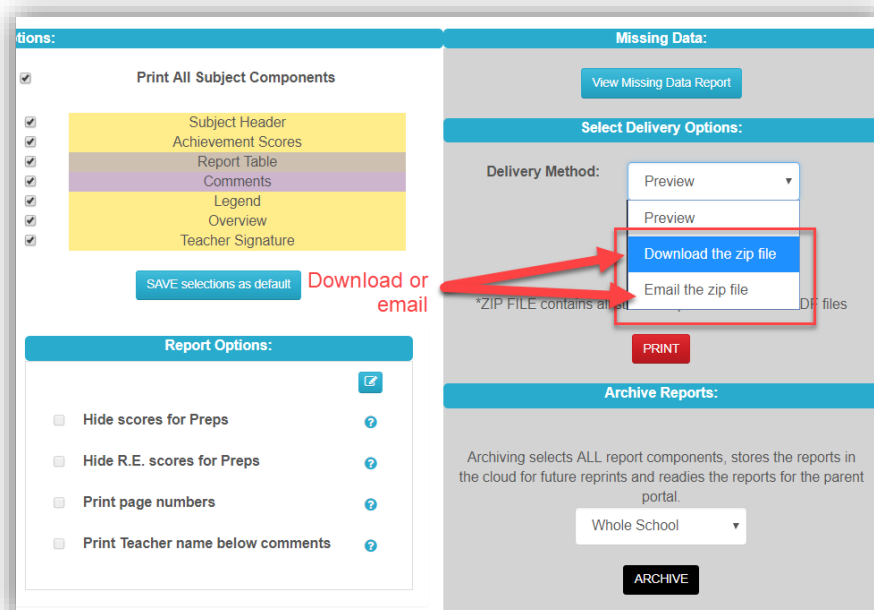 tions:
Print All Subject Components
Subject Header
Achievement Scores
Report Table
Comments
Legend
Overview
Teacher Signature
SAVE selections as default
Download or
email
Report Options:
Hide scores for Preps
Hide R.E. scores for Preps
Print page numbers
Print Teacher name below comments
Missing Data:
View Missing Data Report
Select Delivery Options:
Delivery Method:
Preview
Preview
Download the zip file
Email the zip file
*ZIP FILE contains all files
PRINT
Archive Reports:
Archiving selects ALL report components, stores the reports in
the cloud for future reprints and readies the reports for the parent
portal.
Whole School
ARCHIVE